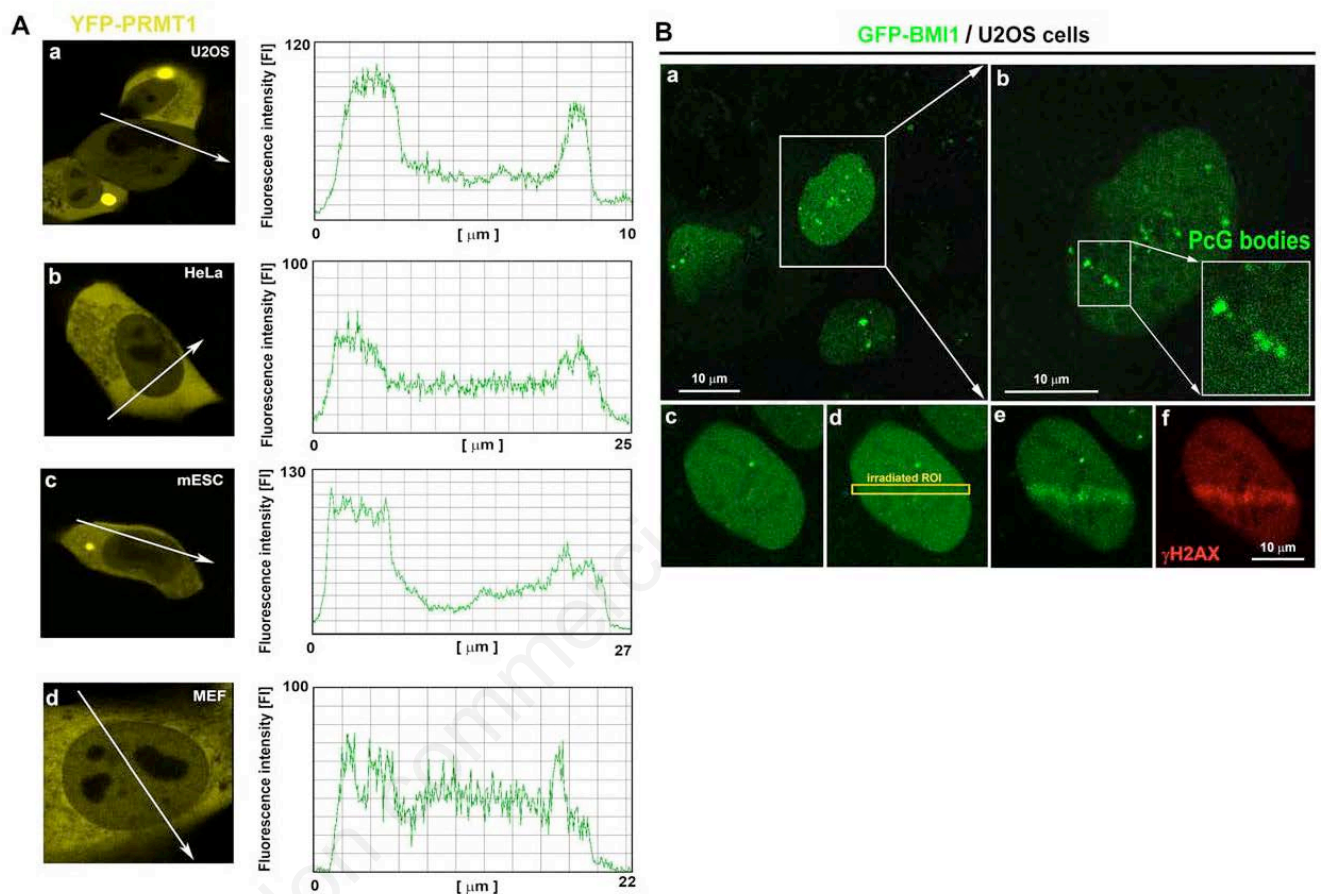 A
YFP-PRMT1
a
U2OS
120
Fluorescence intensity [FI]
0
[ μm ]
10
b
HeLa
100
Fluorescence intensity [FI]
0
[ μm ]
25
c
mESC
130
Fluorescence intensity [FI]
0
[ μm ]
27
d
MEF
100
Fluorescence intensity [FI]
0
[ μm ]
22
B
GFP-BMI1 / U2OS cells
a
10 μm
b
PcG bodies
10 μm
c
d
irradiated ROI
e
f
γH2AX
10 μm